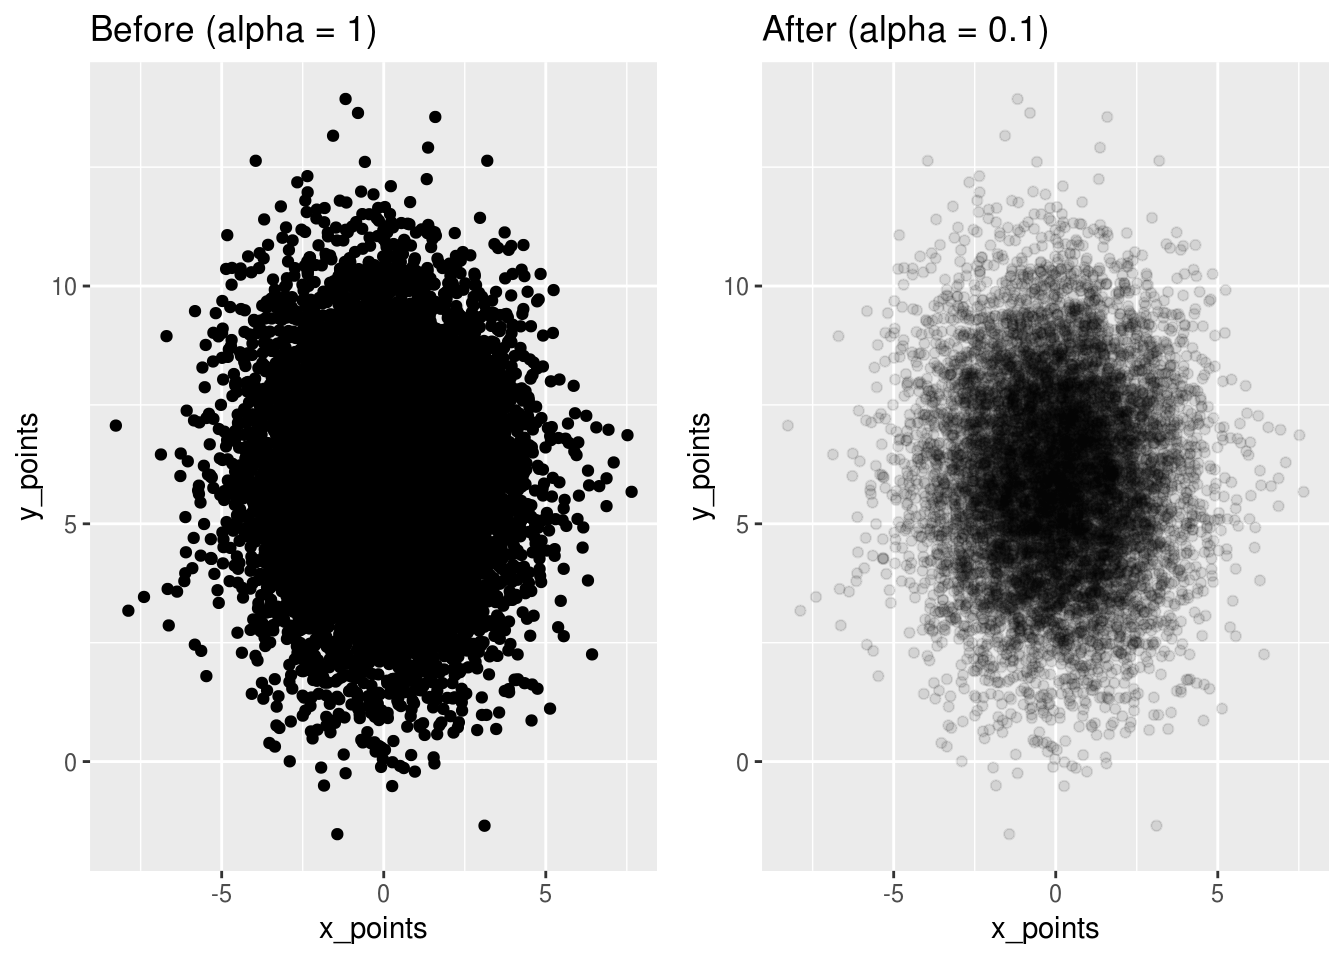 Before (alpha = 1)
10
5
0
y_points
-5
0
5
x_points
After (alpha = 0.1)
10
5
0
y_points
-5
0
5
x_points